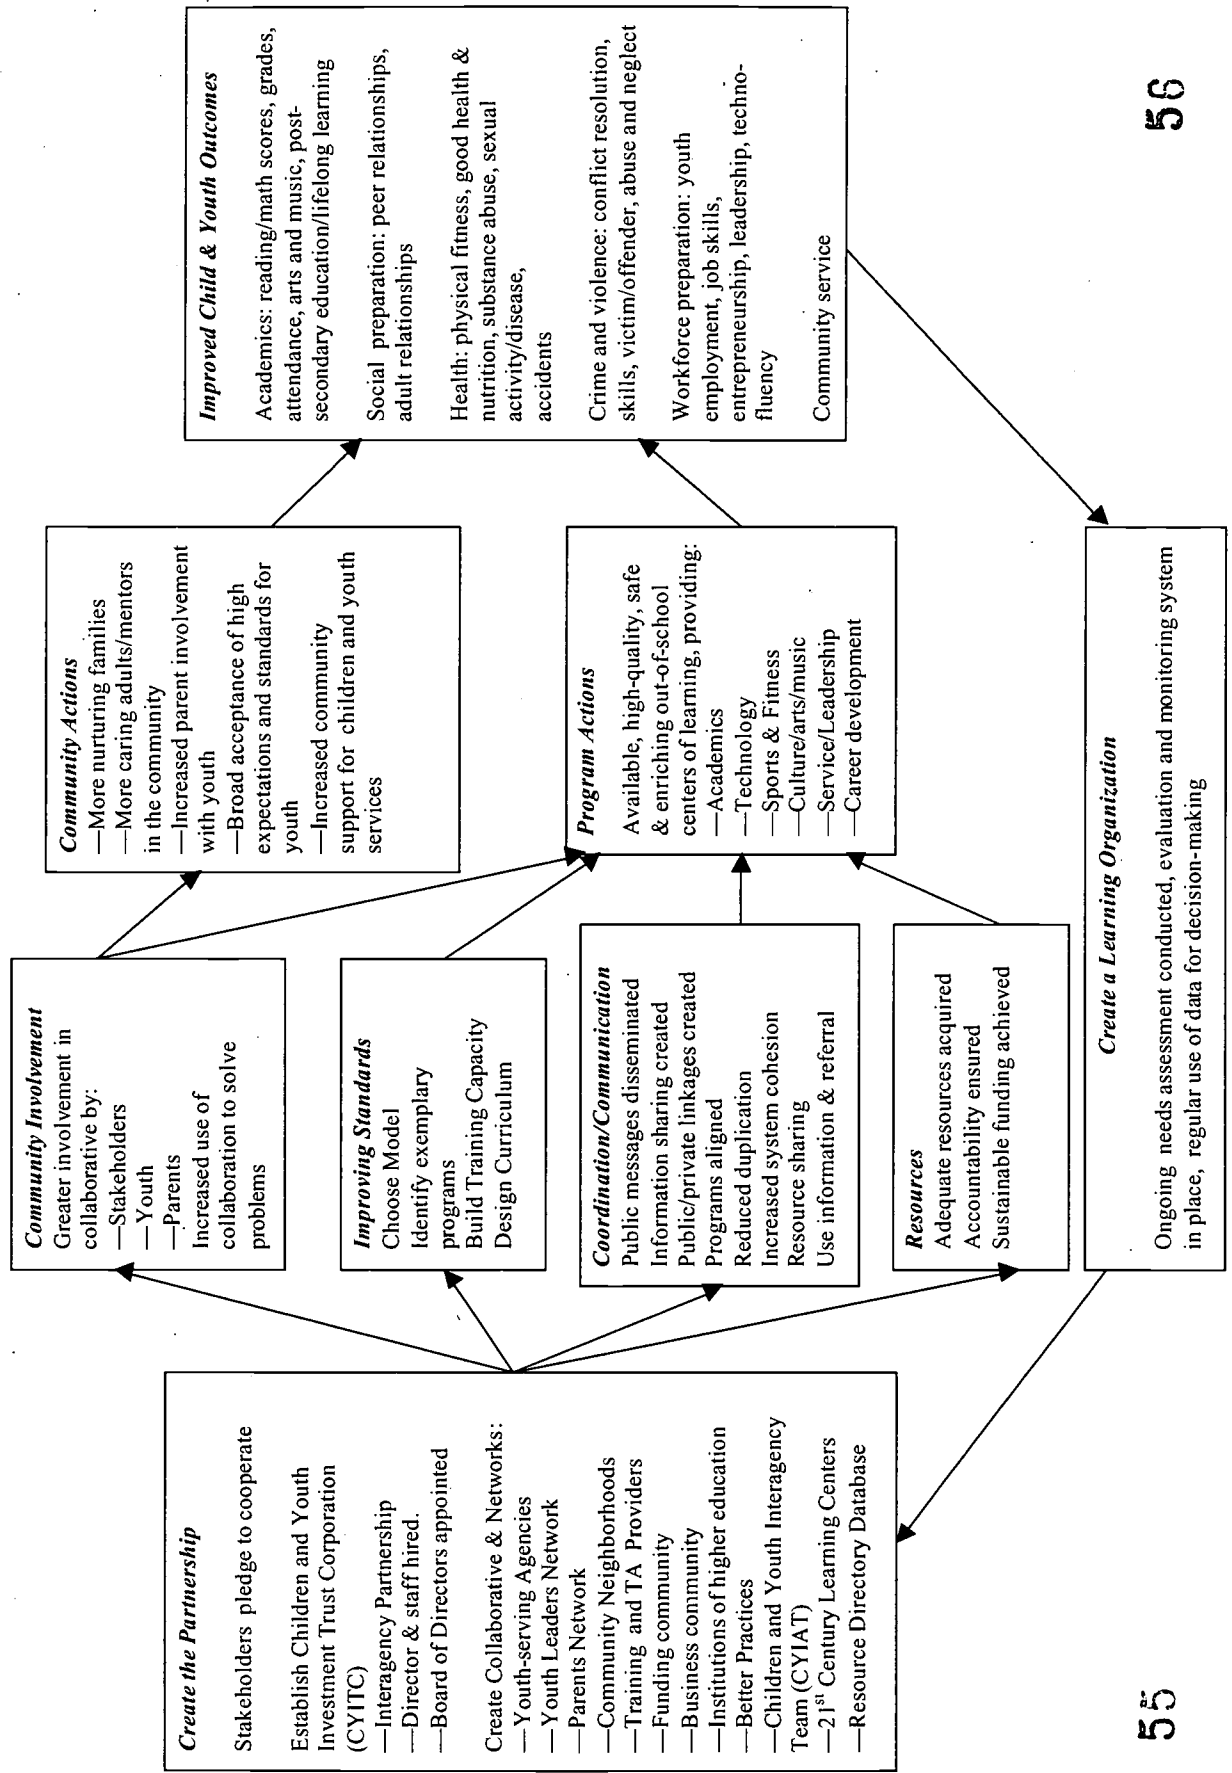 Create the Partnership
Stakeholders pledge to cooperate
Establish Children and Youth
Investment Trust Corporation
(CYITC)
—Interagency Partnership
—Director & staff hired.
—Board of Directors appointed
Create Collaborative & Networks:
—Youth-serving Agencies
—Youth Leaders Network
—Parents Network
—Community Neighborhoods
—Training and TA Providers
—Funding community
—Business community
—Institutions of higher education
—Better Practices
—Children and Youth Interagency
Team (CYIAT)
—21st Century Learning Centers
—Resource Directory Database
Community Involvement
Greater involvement in
collaborative by:
—Stakeholders
—Youth
—Parents
Increased use of
collaboration to solve
problems
Improving Standards
Choose Model
Identify exemplary
programs
Build Training Capacity
Design Curriculum
Coordination/Communication
Public messages disseminated
Information sharing created
Public/private linkages created
Programs aligned
Reduced duplication
Increased system cohesion
Resource sharing
Use information & referral
Resources
Adequate resources acquired
Accountability ensured
Sustainable funding achieved
Community Actions
—More nurturing families
—More caring adults/mentors
in the community
—Increased parent involvement
with youth
—Broad acceptance of high
expectations and standards for
youth
—Increased community
support for children and youth
services
Program Actions
Available, high-quality, safe
& enriching out-of-school
centers of learning, providing:
—Academics
—Technology
—Sports & Fitness
—Culture/arts/music
—Service/Leadership
—Career development
Improved Child & Youth Outcomes
Academics: reading/math scores, grades,
attendance, arts and music, post-
secondary education/lifelong learning
Social preparation: peer relationships,
adult relationships
Health: physical fitness, good health &
nutrition, substance abuse, sexual
activity/disease,
accidents
Crime and violence: conflict resolution,
skills, victim/offender, abuse and neglect
Workforce preparation: youth
employment, job skills,
entrepreneurship, leadership, techno-
fluency
Community service
Create a Learning Organization
Ongoing needs assessment conducted, evaluation and monitoring system
in place, regular use of data for decision-making
55
56